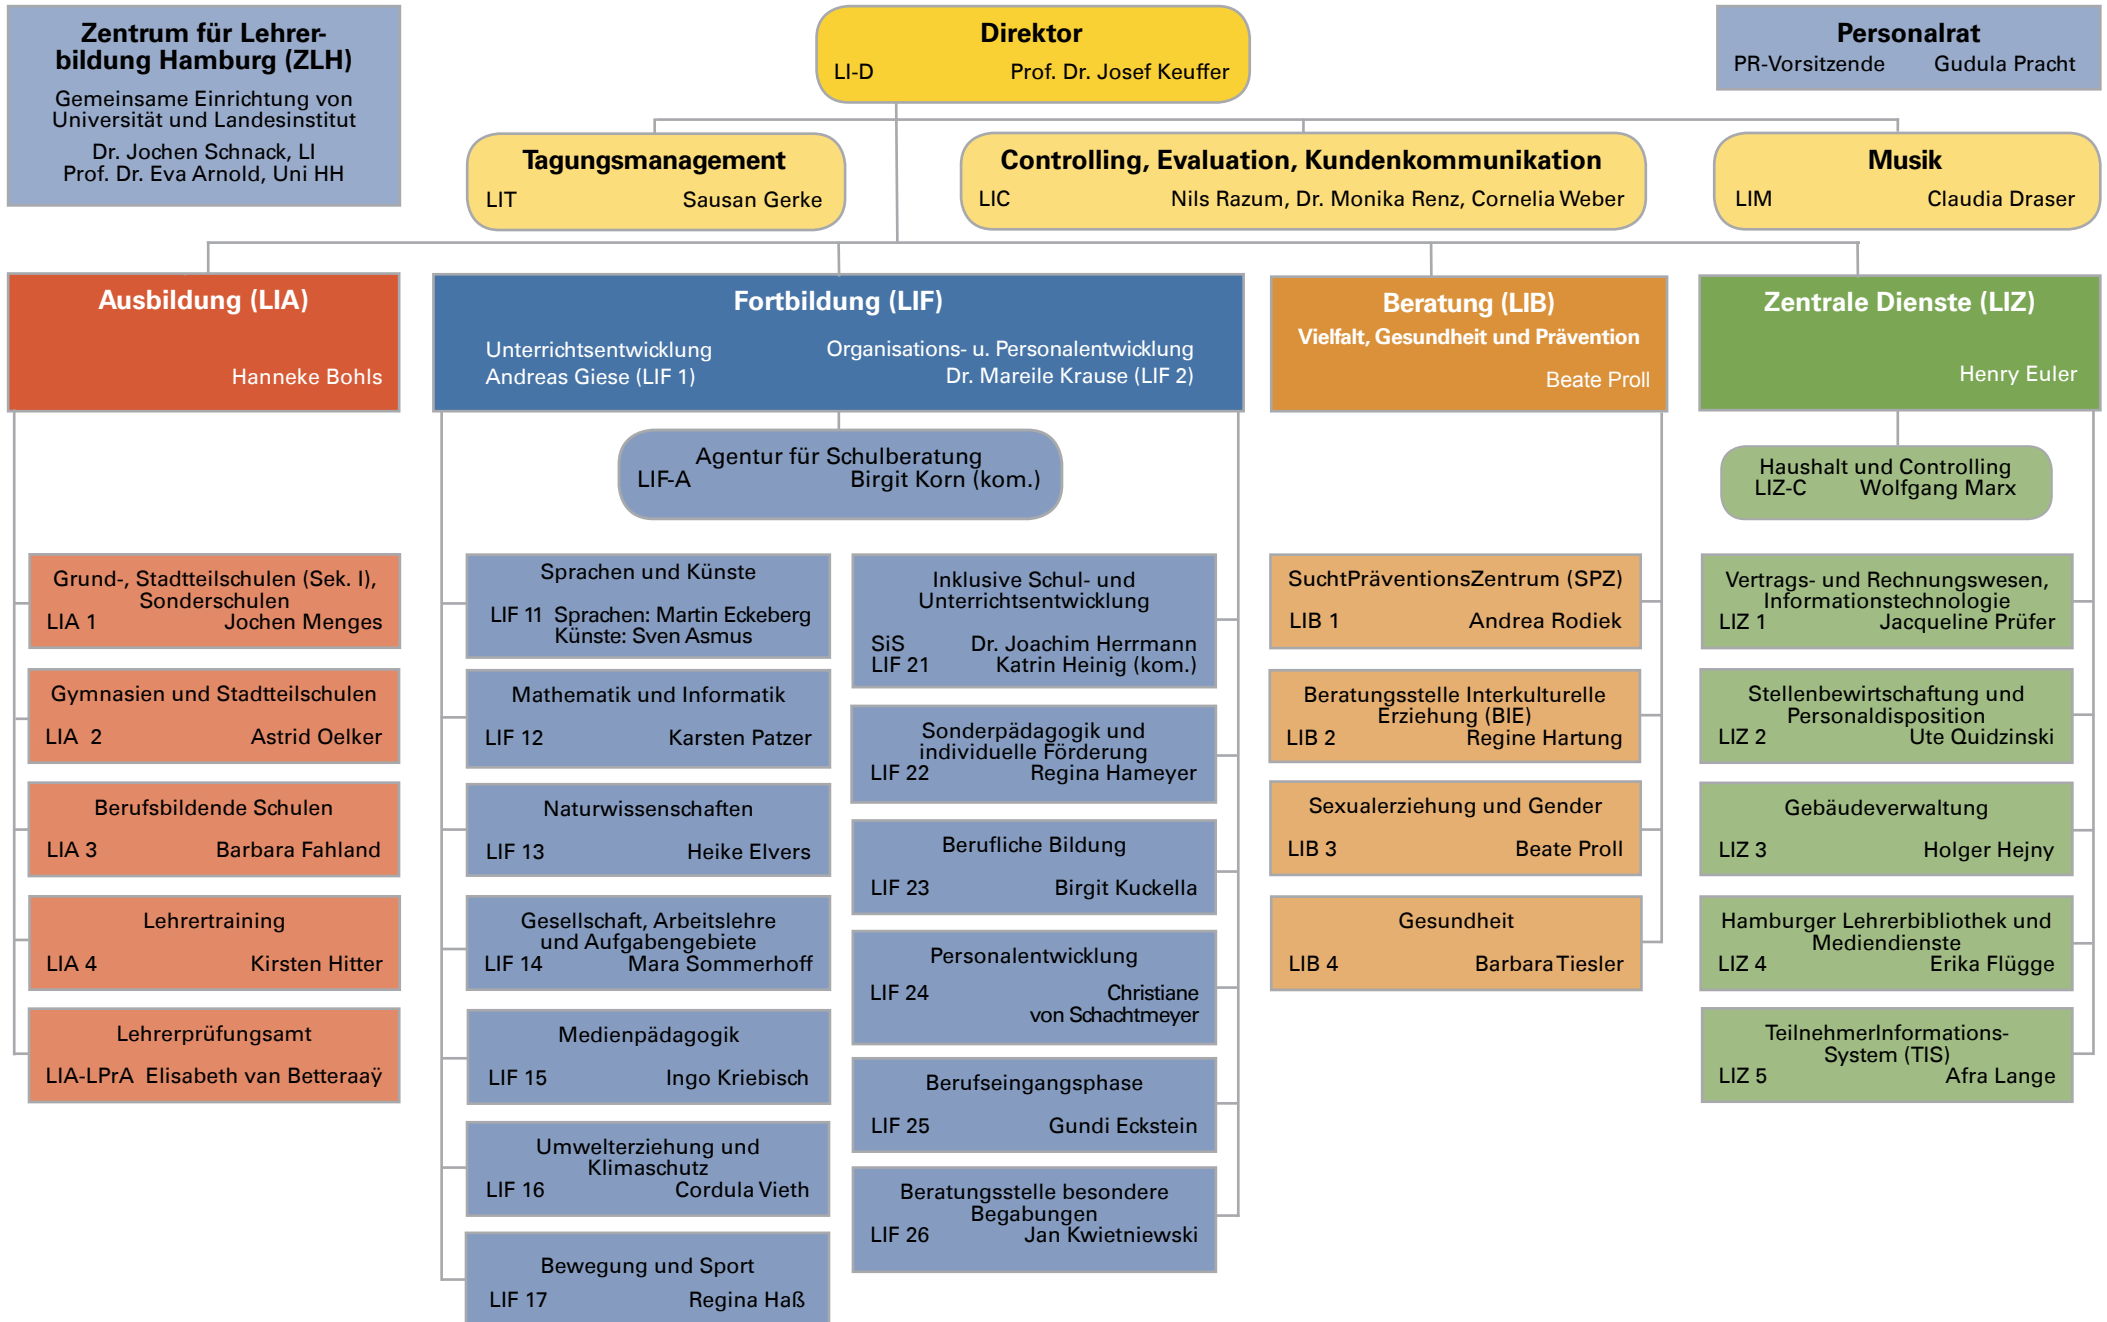 Zentrum für Lehrer-
bildung Hamburg (ZLH)
Gemeinsame Einrichtung von
Universität und Landesinstitut
Dr. Jochen Schnack, LI
Prof. Dr. Eva Arnold, Uni HH
Direktor
LI-D Prof. Dr. Josef Keuffer
Personalrat
PR-Vorsitzende Gudula Pracht
Tagungsmanagement
LIT Sausan Gerke
Controlling, Evaluation, Kundenkommunikation
LIC Nils Razum, Dr. Monika Renz, Cornelia Weber
Musik
LIM Claudia Draser
Ausbildung (LIA)
Hanneke Bohls
Fortbildung (LIF)
Unterrichtsentwicklung
Andreas Giese (LIF 1)
Organisations- u. Personalentwicklung
Dr. Mareile Krause (LIF 2)
Beratung (LIB)
Vielfalt, Gesundheit und Prävention
Beate Proll
Zentrale Dienste (LIZ)
Henry Euler
Agentur für Schulberatung
LIF-A Birgit Korn (kom.)
Haushalt und Controlling
LIZ-C Wolfgang Marx
Grund-, Stadtteilschulen (Sek. I),
Sonderschulen
LIA 1 Jochen Menges
Gymnasien und Stadtteilschulen
LIA 2 Astrid Oelker
Berufsbildende Schulen
LIA 3 Barbara Fahland
Lehrertraining
LIA 4 Kirsten Hitter
Lehrerprüfungsamt
LIA-LPrA Elisabeth van Betteraaÿ
Sprachen und Künste
LIF 11 Sprachen: Martin Eckeberg
Künste: Sven Asmus
Mathematik und Informatik
LIF 12 Karsten Patzer
Naturwissenschaften
LIF 13 Heike Elvers
Gesellschaft, Arbeitslehre
und Aufgabengebiete
LIF 14 Mara Sommerhoff
Medienpädagogik
LIF 15 Ingo Kriebisch
Umwelterziehung und
Klimaschutz
LIF 16 Cordula Vieth
Bewegung und Sport
LIF 17 Regina Haß
Inklusive Schul- und
Unterrichtsentwicklung
SiS Dr. Joachim Herrmann
LIF 21 Katrin Heinig (kom.)
Sonderpädagogik und
individuelle Förderung
LIF 22 Regina Hameyer
Berufliche Bildung
LIF 23 Birgit Kuckella
Personalentwicklung
LIF 24 Christiane
von Schachtmeyer
Berufseingangsphase
LIF 25 Gundi Eckstein
Beratungsstelle besondere
Begabungen
LIF 26 Jan Kwietniewski
SuchtPräventionsZentrum (SPZ)
LIB 1 Andrea Rodiek
Beratungsstelle Interkulturelle
Erziehung (BIE)
LIB 2 Regine Hartung
Sexualerziehung und Gender
LIB 3 Beate Proll
Gesundheit
LIB 4 Barbara Tiesler
Vertrags- und Rechnungswesen,
Informationstechnologie
LIZ 1 Jacqueline Prüfer
Stellenbewirtschaftung und
Personaldisposition
LIZ 2 Ute Quidzinski
Gebäudeverwaltung
LIZ 3 Holger Hejny
Hamburger Lehrerbibliothek und
Mediendienste
LIZ 4 Erika Flügge
TeilnehmerInformations-
System (TIS)
LIZ 5 Afra Lange